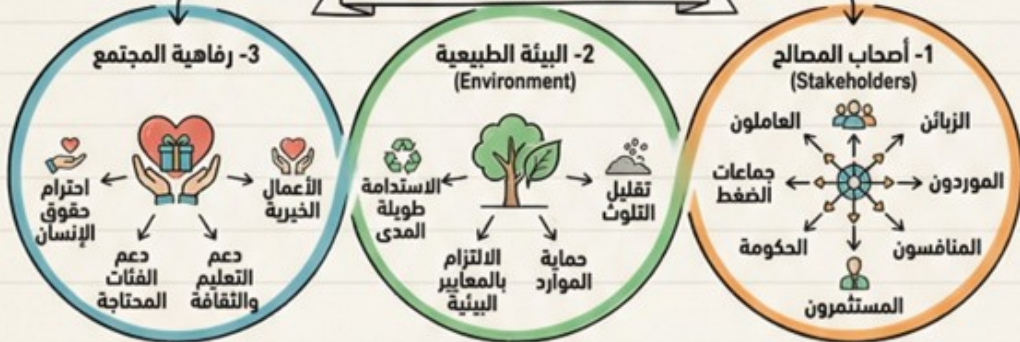 1- أصحاب المصالح
(Stakeholders)
الزبائن
العاملون
الموردون
جماعات
الضغط
المنافسون
الحكومة
المستثمرون
2- البيئة الطبيعية
(Environment)
تقليل
التلوث
حماية
الموارد
الالتزام
بالمعايير
البيئية
الاستدامة
طويلة
المدى
3- رفاهية المجتمع
الأعمال
الخيرية
دعم
التعليم
والثقافة
دعم
الفئات
المحتاجة
احترام
حقوق
الإنسان